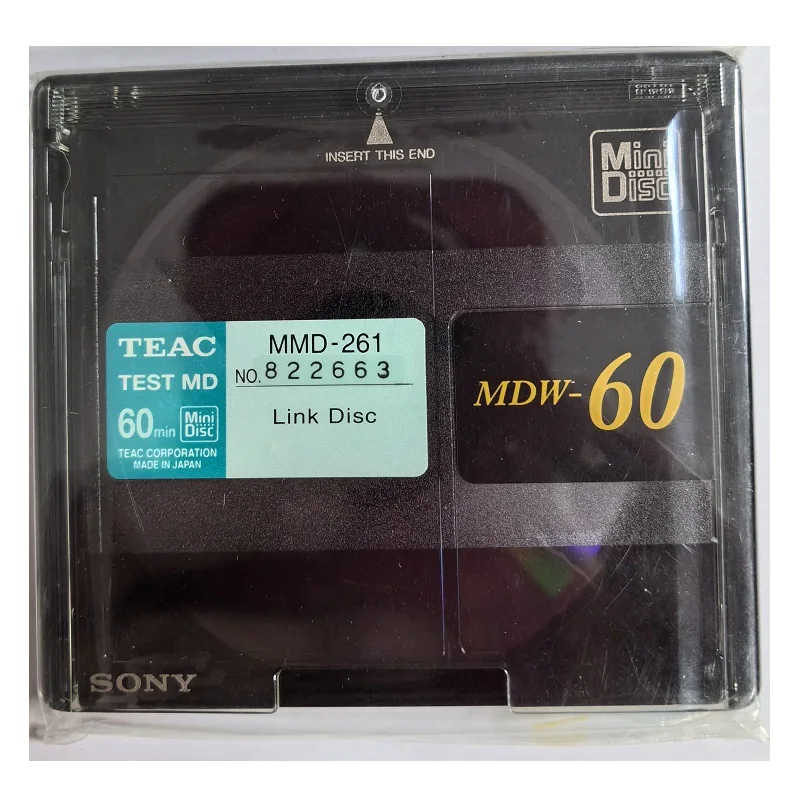 INSERT THIS END
Mini
Disc
TEAC
TEST MD
60min
Mini
Disc
TEAC CORPORATION
MADE IN JAPAN
MMD-261
NO. 822663
Link Disc
MDW-60
SONY